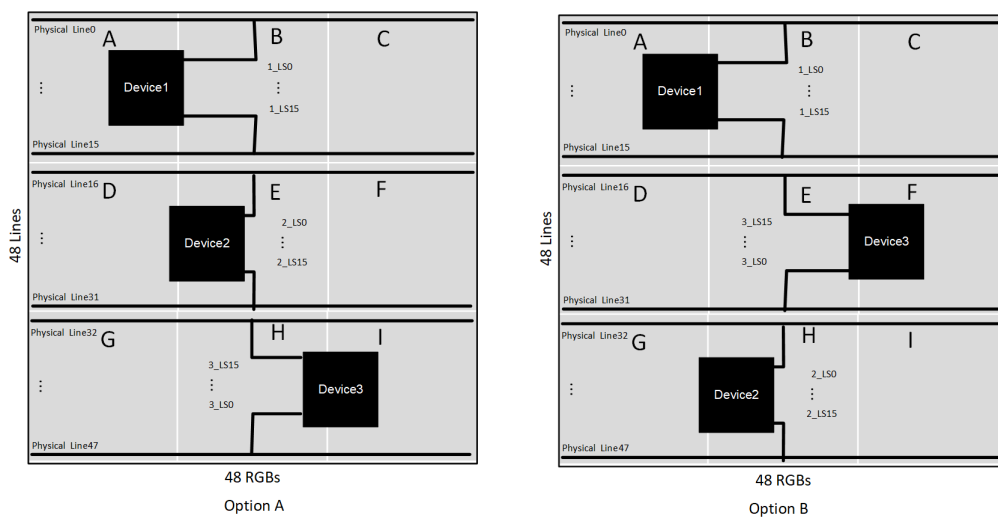 Physical Line0
A
B
C
Device1
1_LS0
⋮
⋮
1_LS15
Physical Line15
Physical Line16
D
E
F
Device2
2_LS0
⋮
⋮
2_LS15
Physical Line31
Physical Line32
G
H
I
3_LS15
⋮
⋮
3_LS0
Device3
Physical Line47
48 Lines
48 RGBs
Option A
Physical Line0
A
B
C
Device1
1_LS0
⋮
⋮
1_LS15
Physical Line15
Physical Line16
D
E
F
3_LS15
⋮
⋮
3_LS0
Device3
Physical Line31
Physical Line32
G
H
I
Device2
2_LS0
⋮
⋮
2_LS15
Physical Line47
48 Lines
48 RGBs
Option B